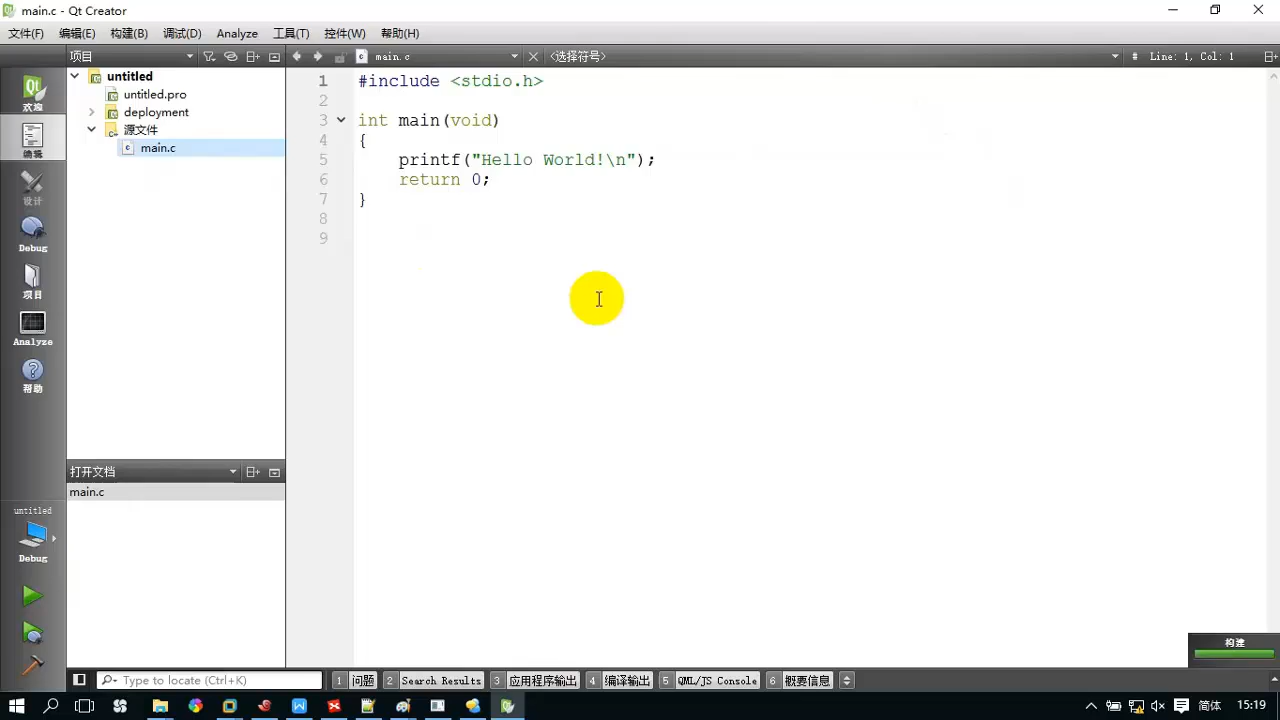 main.c - Qt Creator
文件(F) 编辑(E) 构建(B) 调试(D) Analyze 工具(T) 控件(W) 帮助(H)
项目 main.c <选择符号> # Line: 1, Col: 1
欢迎
编辑
设计
Debug
项目
Analyze
帮助
untitled
Debug
untitled
untitled.pro
deployment
源文件
main.c
打开文档
main.c
1 #include <stdio.h>
2
3 int main(void)
4 {
5 printf("Hello World!\n");
6 return 0;
7 }
8
9
构建
Type to locate (Ctrl+K) 1 问题 2 Search Results 3 应用程序输出 4 编译输出 5 QML/JS Console 6 概要信息
简体 15:19